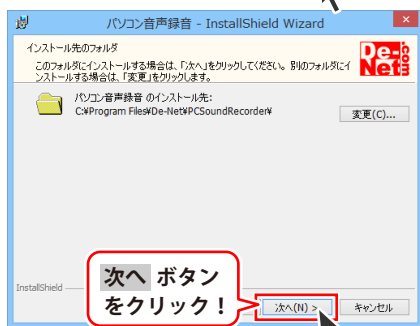 パソコン音声録音 - InstallShield Wizard
インストール先のフォルダ
このフォルダにインストールする場合は、「次へ」をクリックしてください。別のフォルダにイ
ンストールする場合は、「変更」をクリックします。
De-
Net
.com
パソコン音声録音 のインストール先:
C:¥Program Files¥De-Net¥PCSoundRecorder¥
変更(C)...
次へ ボタン
をクリック！
InstallShield
次へ(N) >
キャンセル